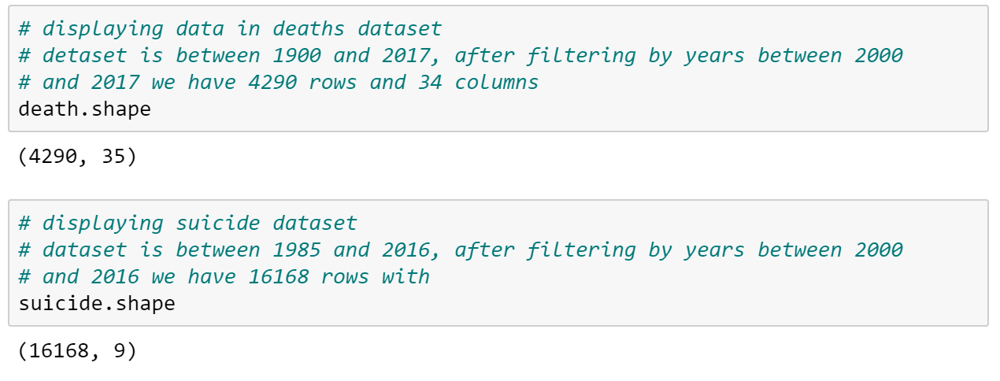 # displaying data in deaths dataset
# detaset is between 1900 and 2017, after filtering by years between 2000
# and 2017 we have 4290 rows and 34 columns
death.shape
(4290, 35)
# displaying suicide dataset
# dataset is between 1985 and 2016, after filtering by years between 2000
# and 2016 we have 16168 rows with
suicide.shape
(16168, 9)